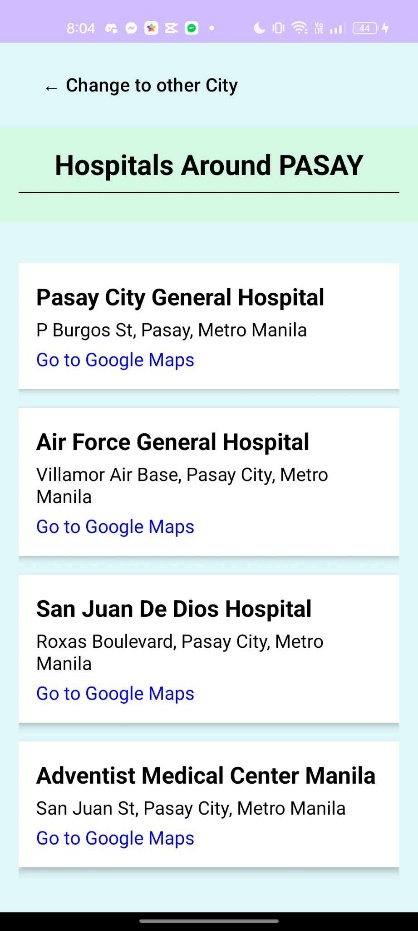 8:04
44
← Change to other City
Hospitals Around PASAY
Pasay City General Hospital
P Burgos St, Pasay, Metro Manila
Go to Google Maps
Air Force General Hospital
Villamor Air Base, Pasay City, Metro
Manila
Go to Google Maps
San Juan De Dios Hospital
Roxas Boulevard, Pasay City, Metro
Manila
Go to Google Maps
Adventist Medical Center Manila
San Juan St, Pasay City, Metro Manila
Go to Google Maps